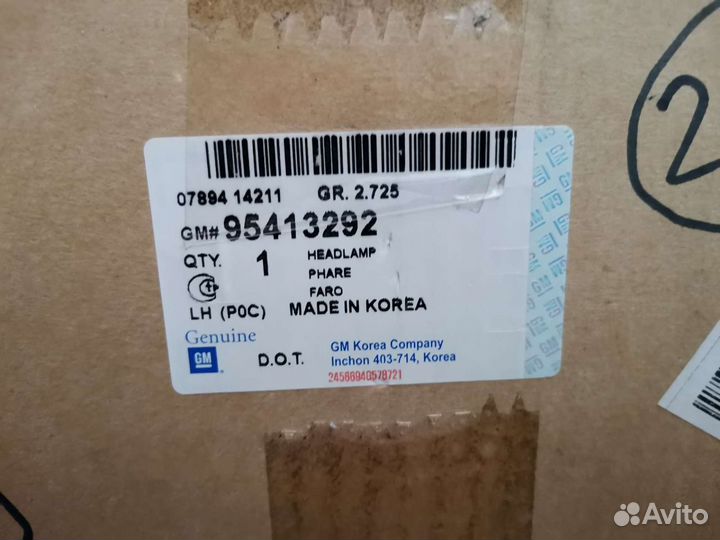 07894 14211 GR. 2.725
GM# 95413292
QTY. 1 HEADLAMP
PHARE
FARO
LH (P0C) MADE IN KOREA
Genuine
GM
D.O.T.
GM Korea Company
Inchon 403-714, Korea
2
Avito